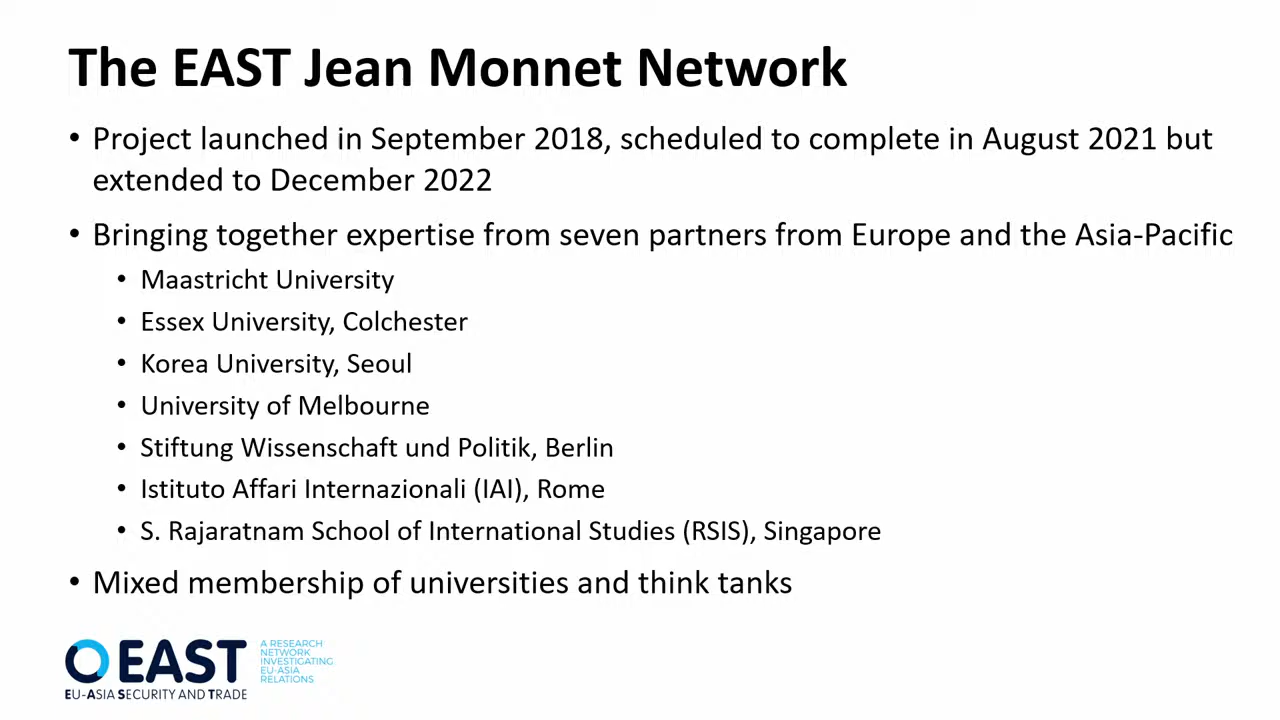 The EAST Jean Monnet Network
• Project launched in September 2018, scheduled to complete in August 2021 but
extended to December 2022
• Bringing together expertise from seven partners from Europe and the Asia-Pacific
• Maastricht University
• Essex University, Colchester
• Korea University, Seoul
• University of Melbourne
• Stiftung Wissenschaft und Politik, Berlin
• Istituto Affari Internazionali (IAI), Rome
• S. Rajaratnam School of International Studies (RSIS), Singapore
• Mixed membership of universities and think tanks
EAST
EU-ASIA SECURITY AND TRADE
A RESEARCH
NETWORK
INVESTIGATING
EU-ASIA
RELATIONS